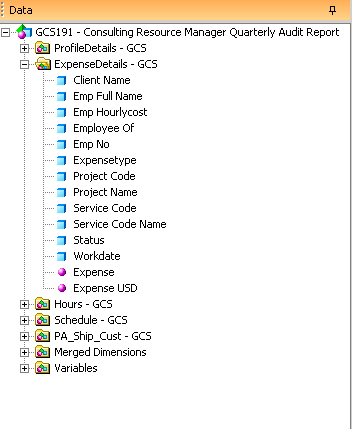 Data
GCS191 - Consulting Resource Manager Quarterly Audit Report
ProfileDetails - GCS
ExpenseDetails - GCS
Client Name
Emp Full Name
Emp Hourlycost
Employee Of
Emp No
Expensetype
Project Code
Project Name
Service Code
Service Code Name
Status
Workdate
Expense
Expense USD
Hours - GCS
Schedule - GCS
PA_Ship_Cust - GCS
Merged Dimensions
Variables